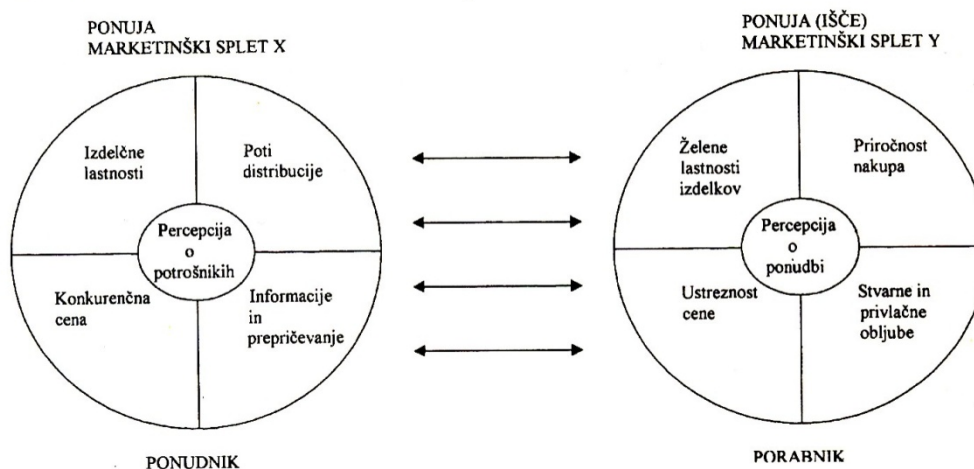 PONUJA
MARKETINŠKI SPLET X
Izdelčne
lastnosti
Poti
distribucije
Percepcija
o
potrošnikih
Konkurenčna
cena
Informacije
in
prepričevanje
PONUDNIK
PONUJA (IŠČE)
MARKETINŠKI SPLET Y
Želene
lastnosti
izdelkov
Priročnost
nakupa
Percepcija
o
ponudbi
Ustreznost
cene
Stvarne in
privlačne
obljube
PORABNIK